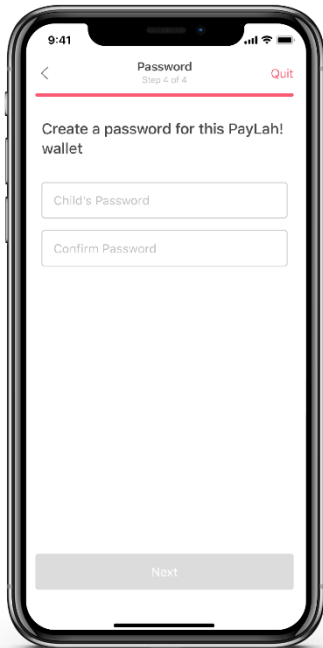 9:41
Password
Step 4 of 4
Quit
Create a password for this PayLah!
wallet
Child's Password
Confirm Password
Next